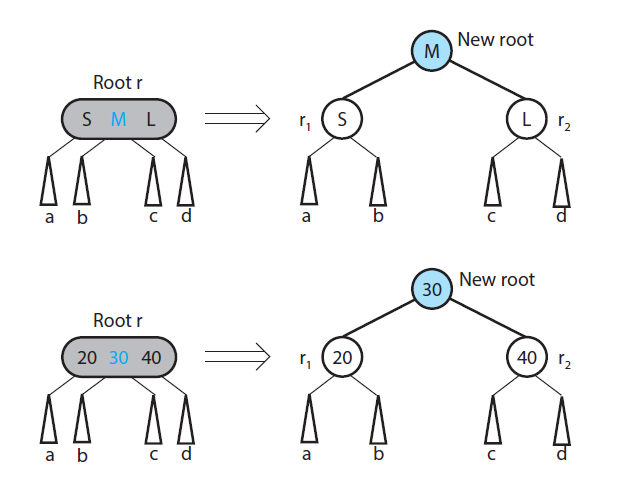 New root
M
Root r
S M L
r1 S
L r2
a b c d
a b c d
New root
30
Root r
20 30 40
r1 20
40 r2
a b c d
a b c d